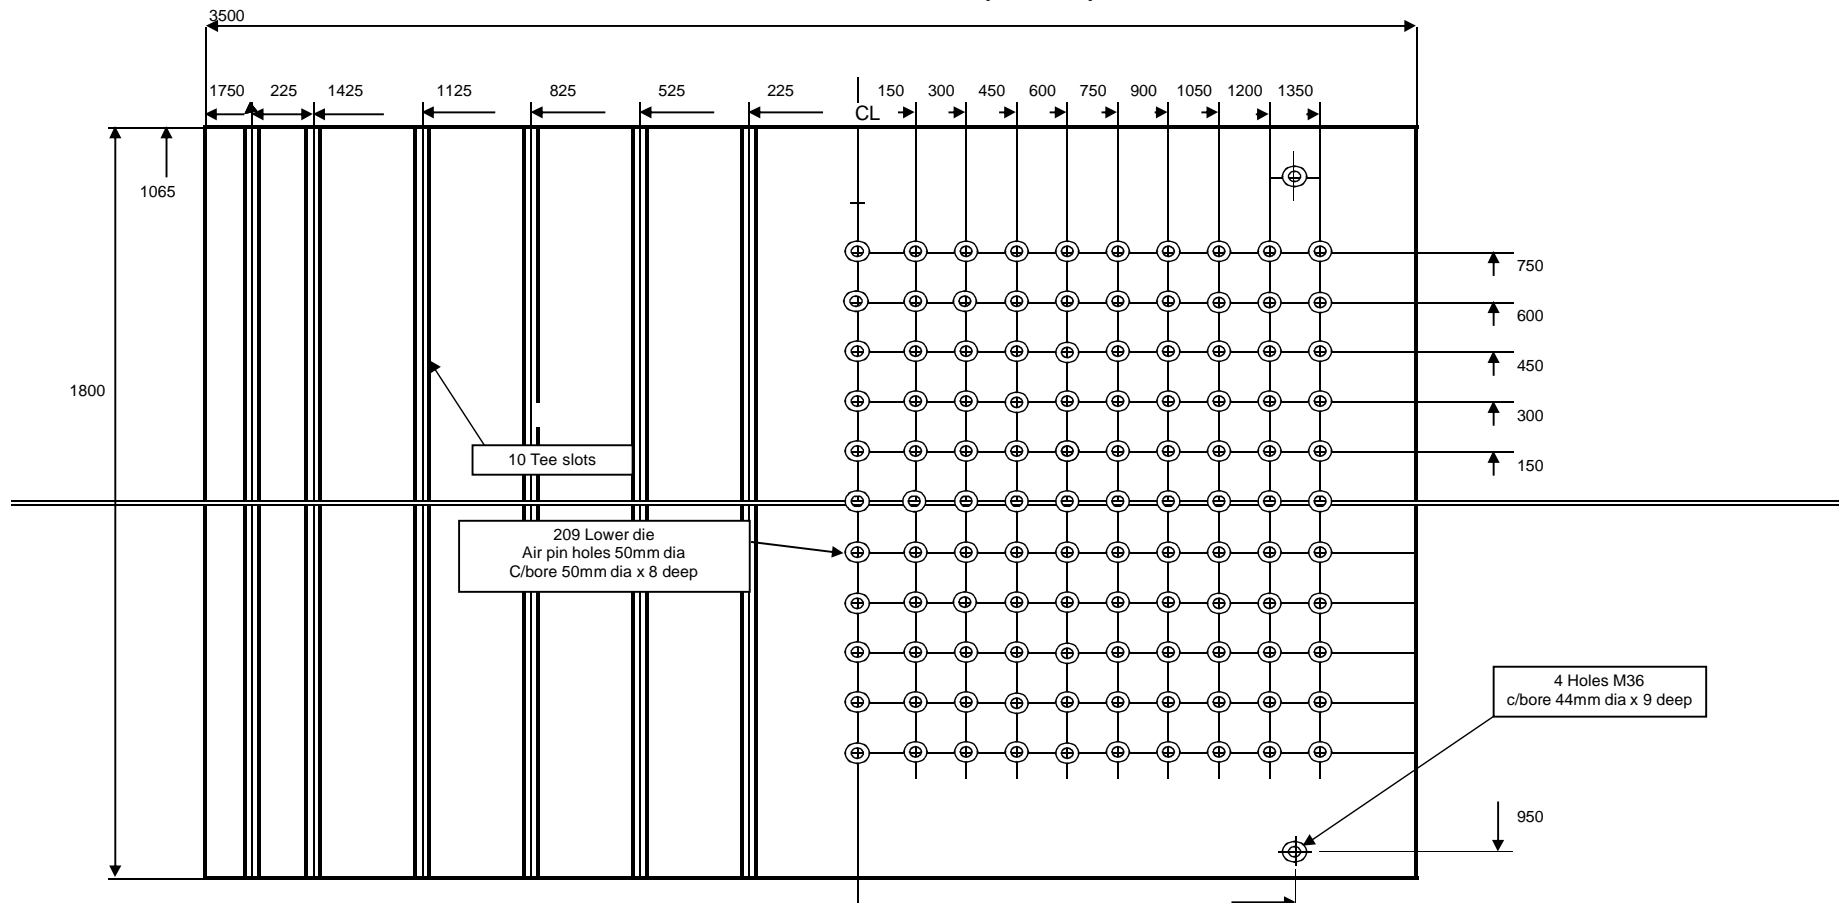 3500
1750 225 1425 1125 825 525 225 150 300 450 600 750 900 1050 1200 1350
CL
1065
750
600
450
1800
300
10 Tee slots
150
209 Lower die
Air pin holes 50mm dia
C/bore 50mm dia x 8 deep
4 Holes M36
c/bore 44mm dia x 9 deep
950